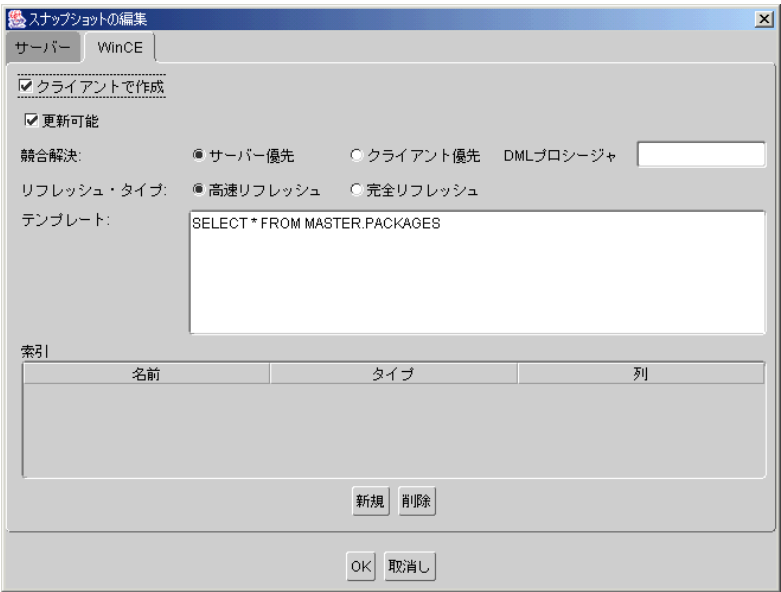 スナップショットの編集
サーバー WinCE
クライアントで作成
更新可能
競合解決: サーバー優先 クライアント優先 DMLプロシージャ
リフレッシュ・タイプ: 高速リフレッシュ 完全リフレッシュ
テンプレート: SELECT * FROM MASTER.PACKAGES
索引
名前 タイプ 列
新規 削除
OK 取消し